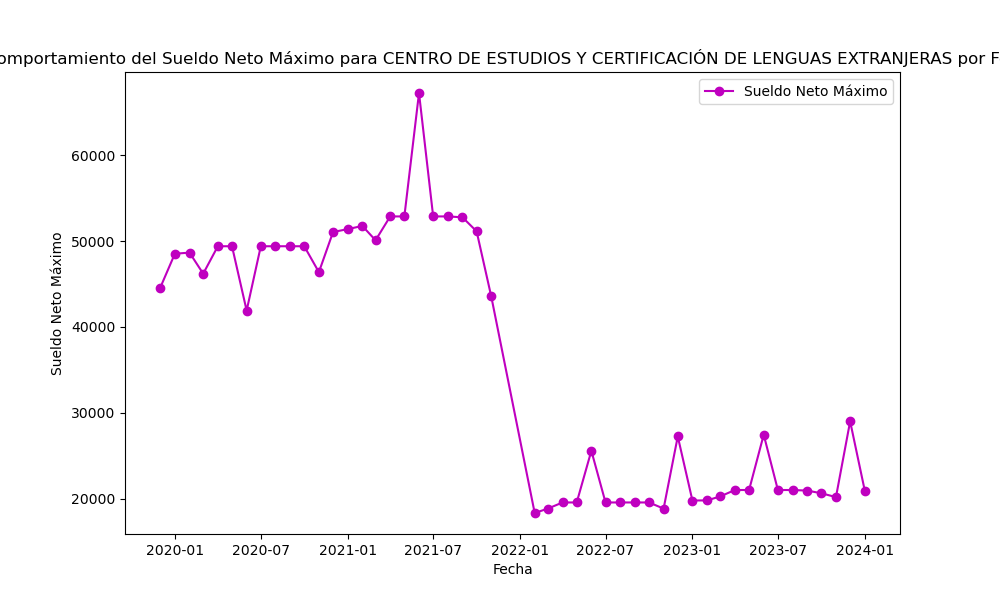 omportamiento del Sueldo Neto Máximo para CENTRO DE ESTUDIOS Y CERTIFICACIÓN DE LENGUAS EXTRANJERAS por F
Sueldo Neto Máximo
Sueldo Neto Máximo
60000
50000
40000
30000
20000
2020-01 2020-07 2021-01 2021-07 2022-01 2022-07 2023-01 2023-07 2024-01
Fecha